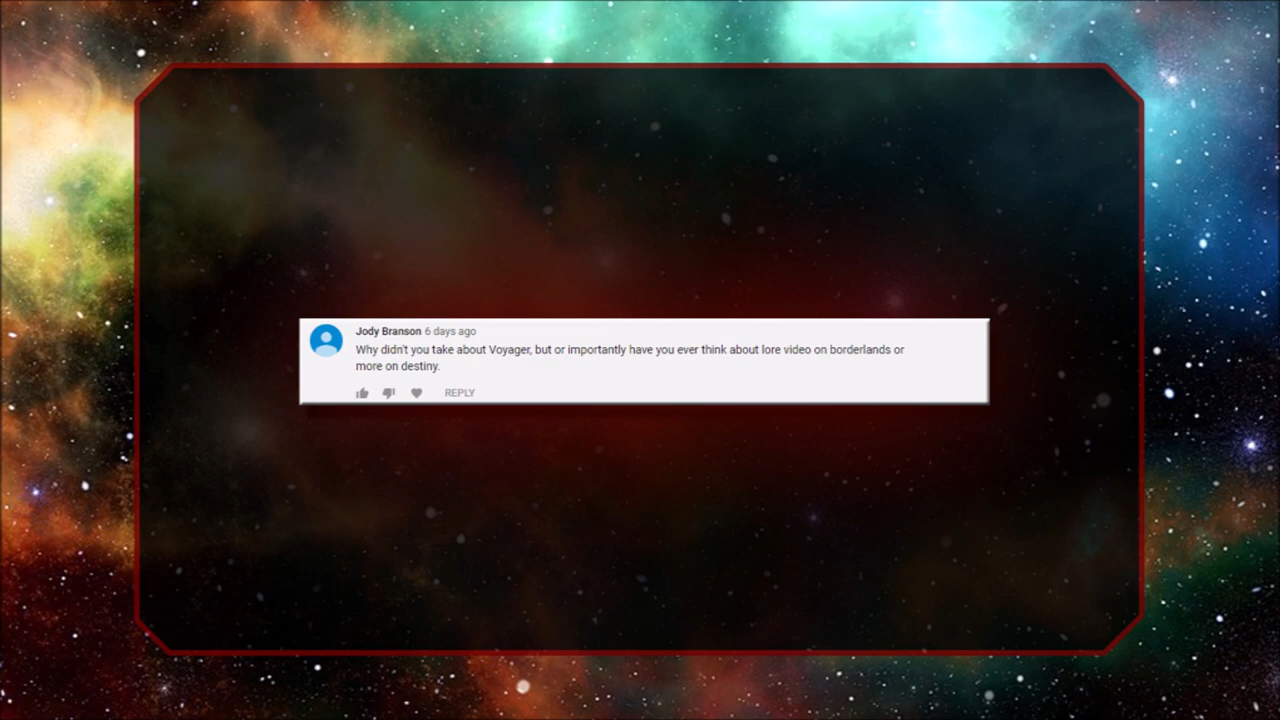 Jody Branson 6 days ago
Why didn't you take about Voyager, but or importantly have you ever think about lore video on borderlands or
more on destiny.
REPLY